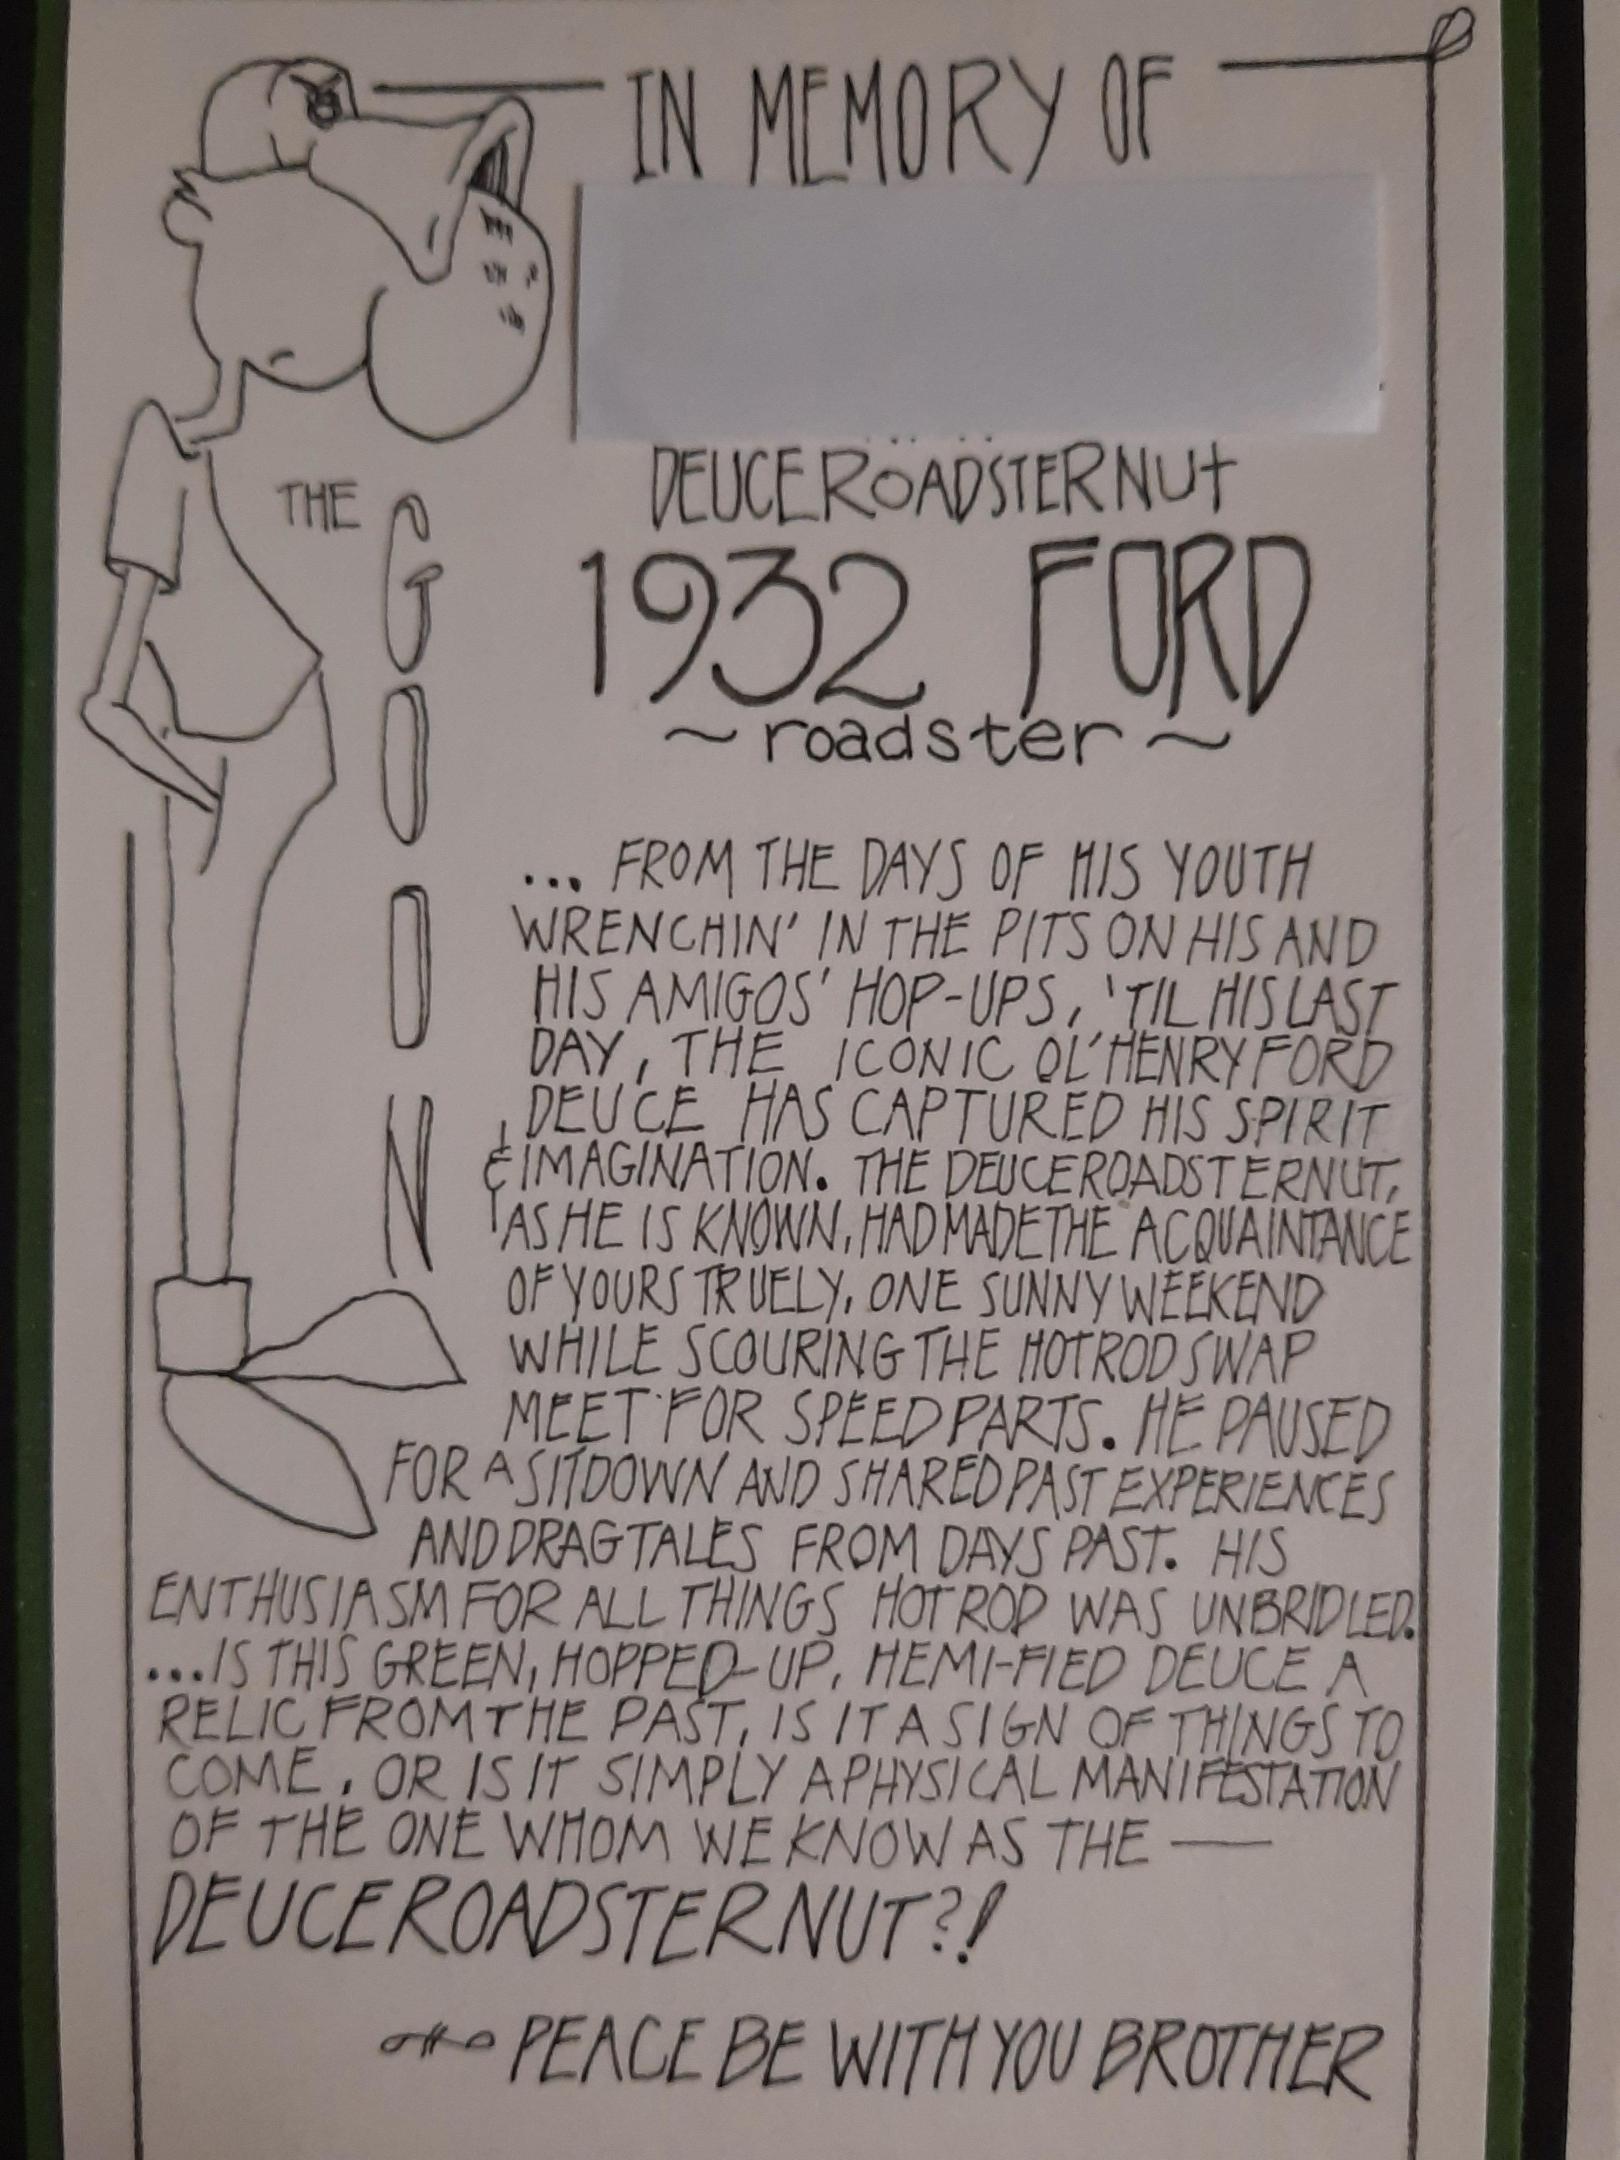 IN MEMORY OF
DEUCEROADSTERNUT
THE
GOON
1932 FORD
~ roadster ~
... FROM THE DAYS OF HIS YOUTH
WRENCHIN' IN THE PITS ON HIS AND
HIS AMIGOS' HOP-UPS, 'TIL HIS LAST
DAY, THE ICONIC OL' HENRY FORD
DEUCE HAS CAPTURED HIS SPIRIT
& IMAGINATION. THE DEUCEROADSTERNUT,
AS HE IS KNOWN, HAD MADE THE ACQUAINTANCE
OF YOURS TRUELY, ONE SUNNY WEEKEND
WHILE SCOURING THE HOTROD SWAP
MEET FOR SPEED PARTS. HE PAUSED
FOR A SITDOWN AND SHARED PAST EXPERIENCES
AND DRAG TALES FROM DAYS PAST. HIS
ENTHUSIASM FOR ALL THINGS HOT ROD WAS UNBRIDLED.
...IS THIS GREEN, HOPPED-UP, HEMI-FIED DEUCE A
RELIC FROM THE PAST, IS IT A SIGN OF THINGS TO
COME, OR IS IT SIMPLY A PHYSICAL MANIFESTATION
OF THE ONE WHOM WE KNOW AS THE —
DEUCEROADSTERNUT?!
PEACE BE WITH YOU BROTHER